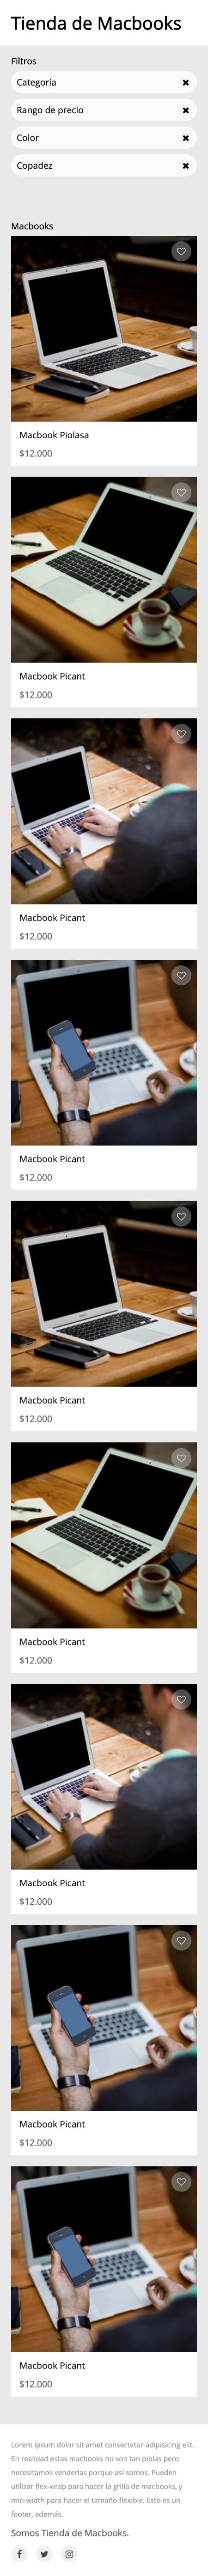 Tienda de Macbooks
Filtros
Categoría
Rango de precio
Color
Copadez
Macbooks
Macbook Piolasa
$12.000
Macbook Picant
$12.000
Macbook Picant
$12.000
Macbook Picant
$12.000
Macbook Picant
$12.000
Macbook Picant
$12.000
Macbook Picant
$12.000
Macbook Picant
$12.000
Macbook Picant
$12.000
Lorem ipsum dolor sit amet consectetur adipisicing elit.
En realidad estas macbooks no son tan piolas pero
necesitamos venderlas porque así somos. Pueden
utilizar flex-wrap para hacer la grilla de macbooks, y
min-width para hacer el tamaño flexible. Esto es un
footer, además.
Somos Tienda de Macbooks.